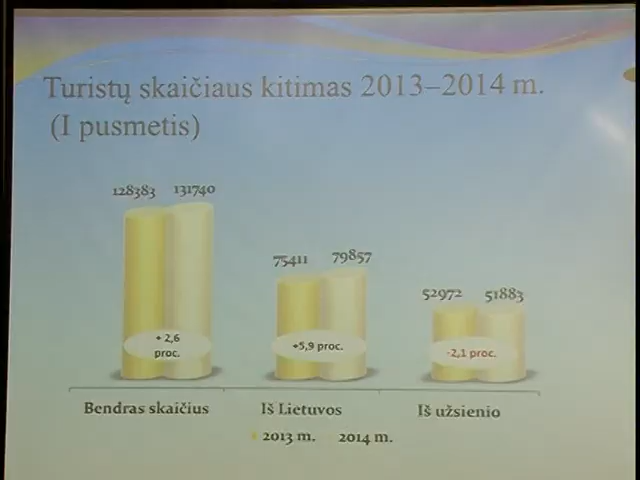 Turistų skaičiaus kitimas 2013–2014 m.
(I pusmetis)
128383 131740
75411 79857
52972 51883
+ 2,6
proc.
+5,9 proc.
-2,1 proc.
Bendras skaičius Iš Lietuvos Iš užsienio
2013 m. 2014 m.